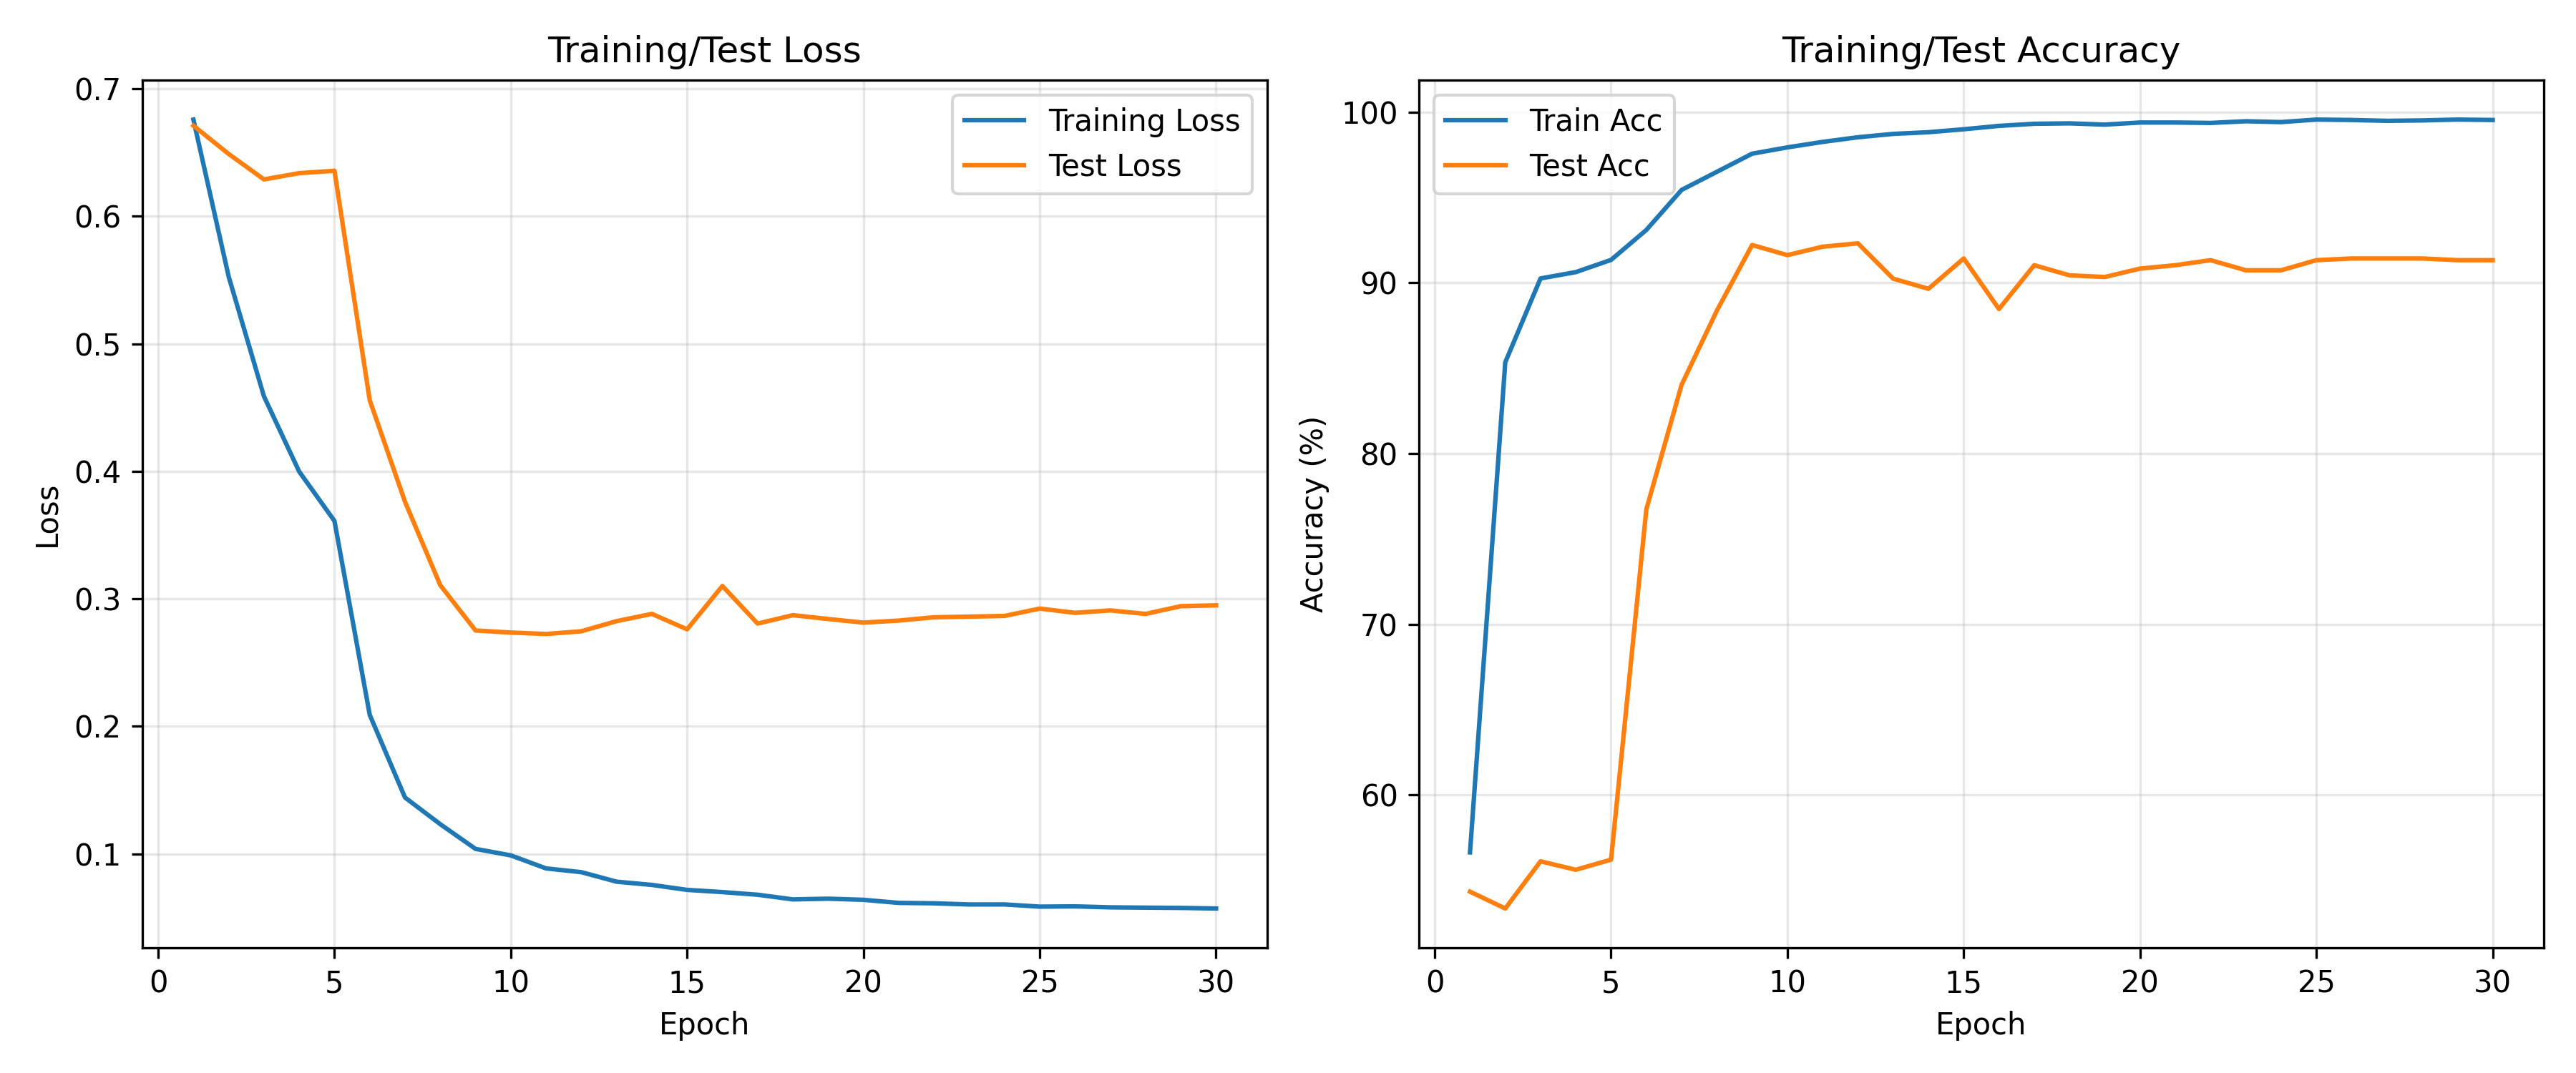 Training/Test Loss
0.7
0.6
0.5
0.4
0.3
0.2
0.1
Loss
Training Loss
Test Loss
0 5 10 15 20 25 30
Epoch
Training/Test Accuracy
100
90
80
70
60
Accuracy (%)
Train Acc
Test Acc
0 5 10 15 20 25 30
Epoch